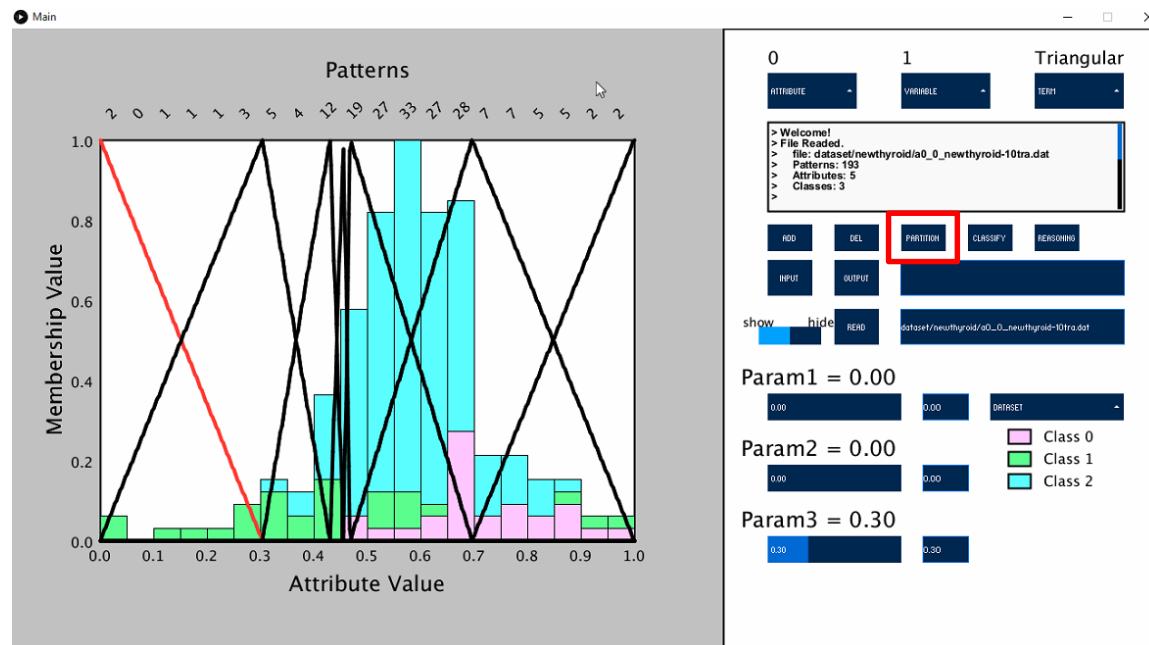 Main
Patterns
2 0 1 1 1 3 5 4 12 19 27 33 27 28 7 7 5 5 2 2
1.0
0.8
0.6
0.4
0.2
0.0
Membership Value
0.0 0.1 0.2 0.3 0.4 0.5 0.6 0.7 0.8 0.9 1.0
Attribute Value
0 1 Triangular
ATTRIBUTE VARIABLE TERM
> Welcome!
> File Readed.
> file: dataset/newthyroid/a0_0_newthyroid-10tra.dat
> Patterns: 193
> Attributes: 5
> Classes: 3
>
ADD DEL PARTITION CLASSIFY REASONING
INPUT OUTPUT
show hide READ dataset/newthyroid/a0_0_newthyroid-10tra.dat
Param1 = 0.00
0.00 0.00 DATASET
Class 0
Class 1
Class 2
Param2 = 0.00
0.00 0.00
Param3 = 0.30
0.30 0.30